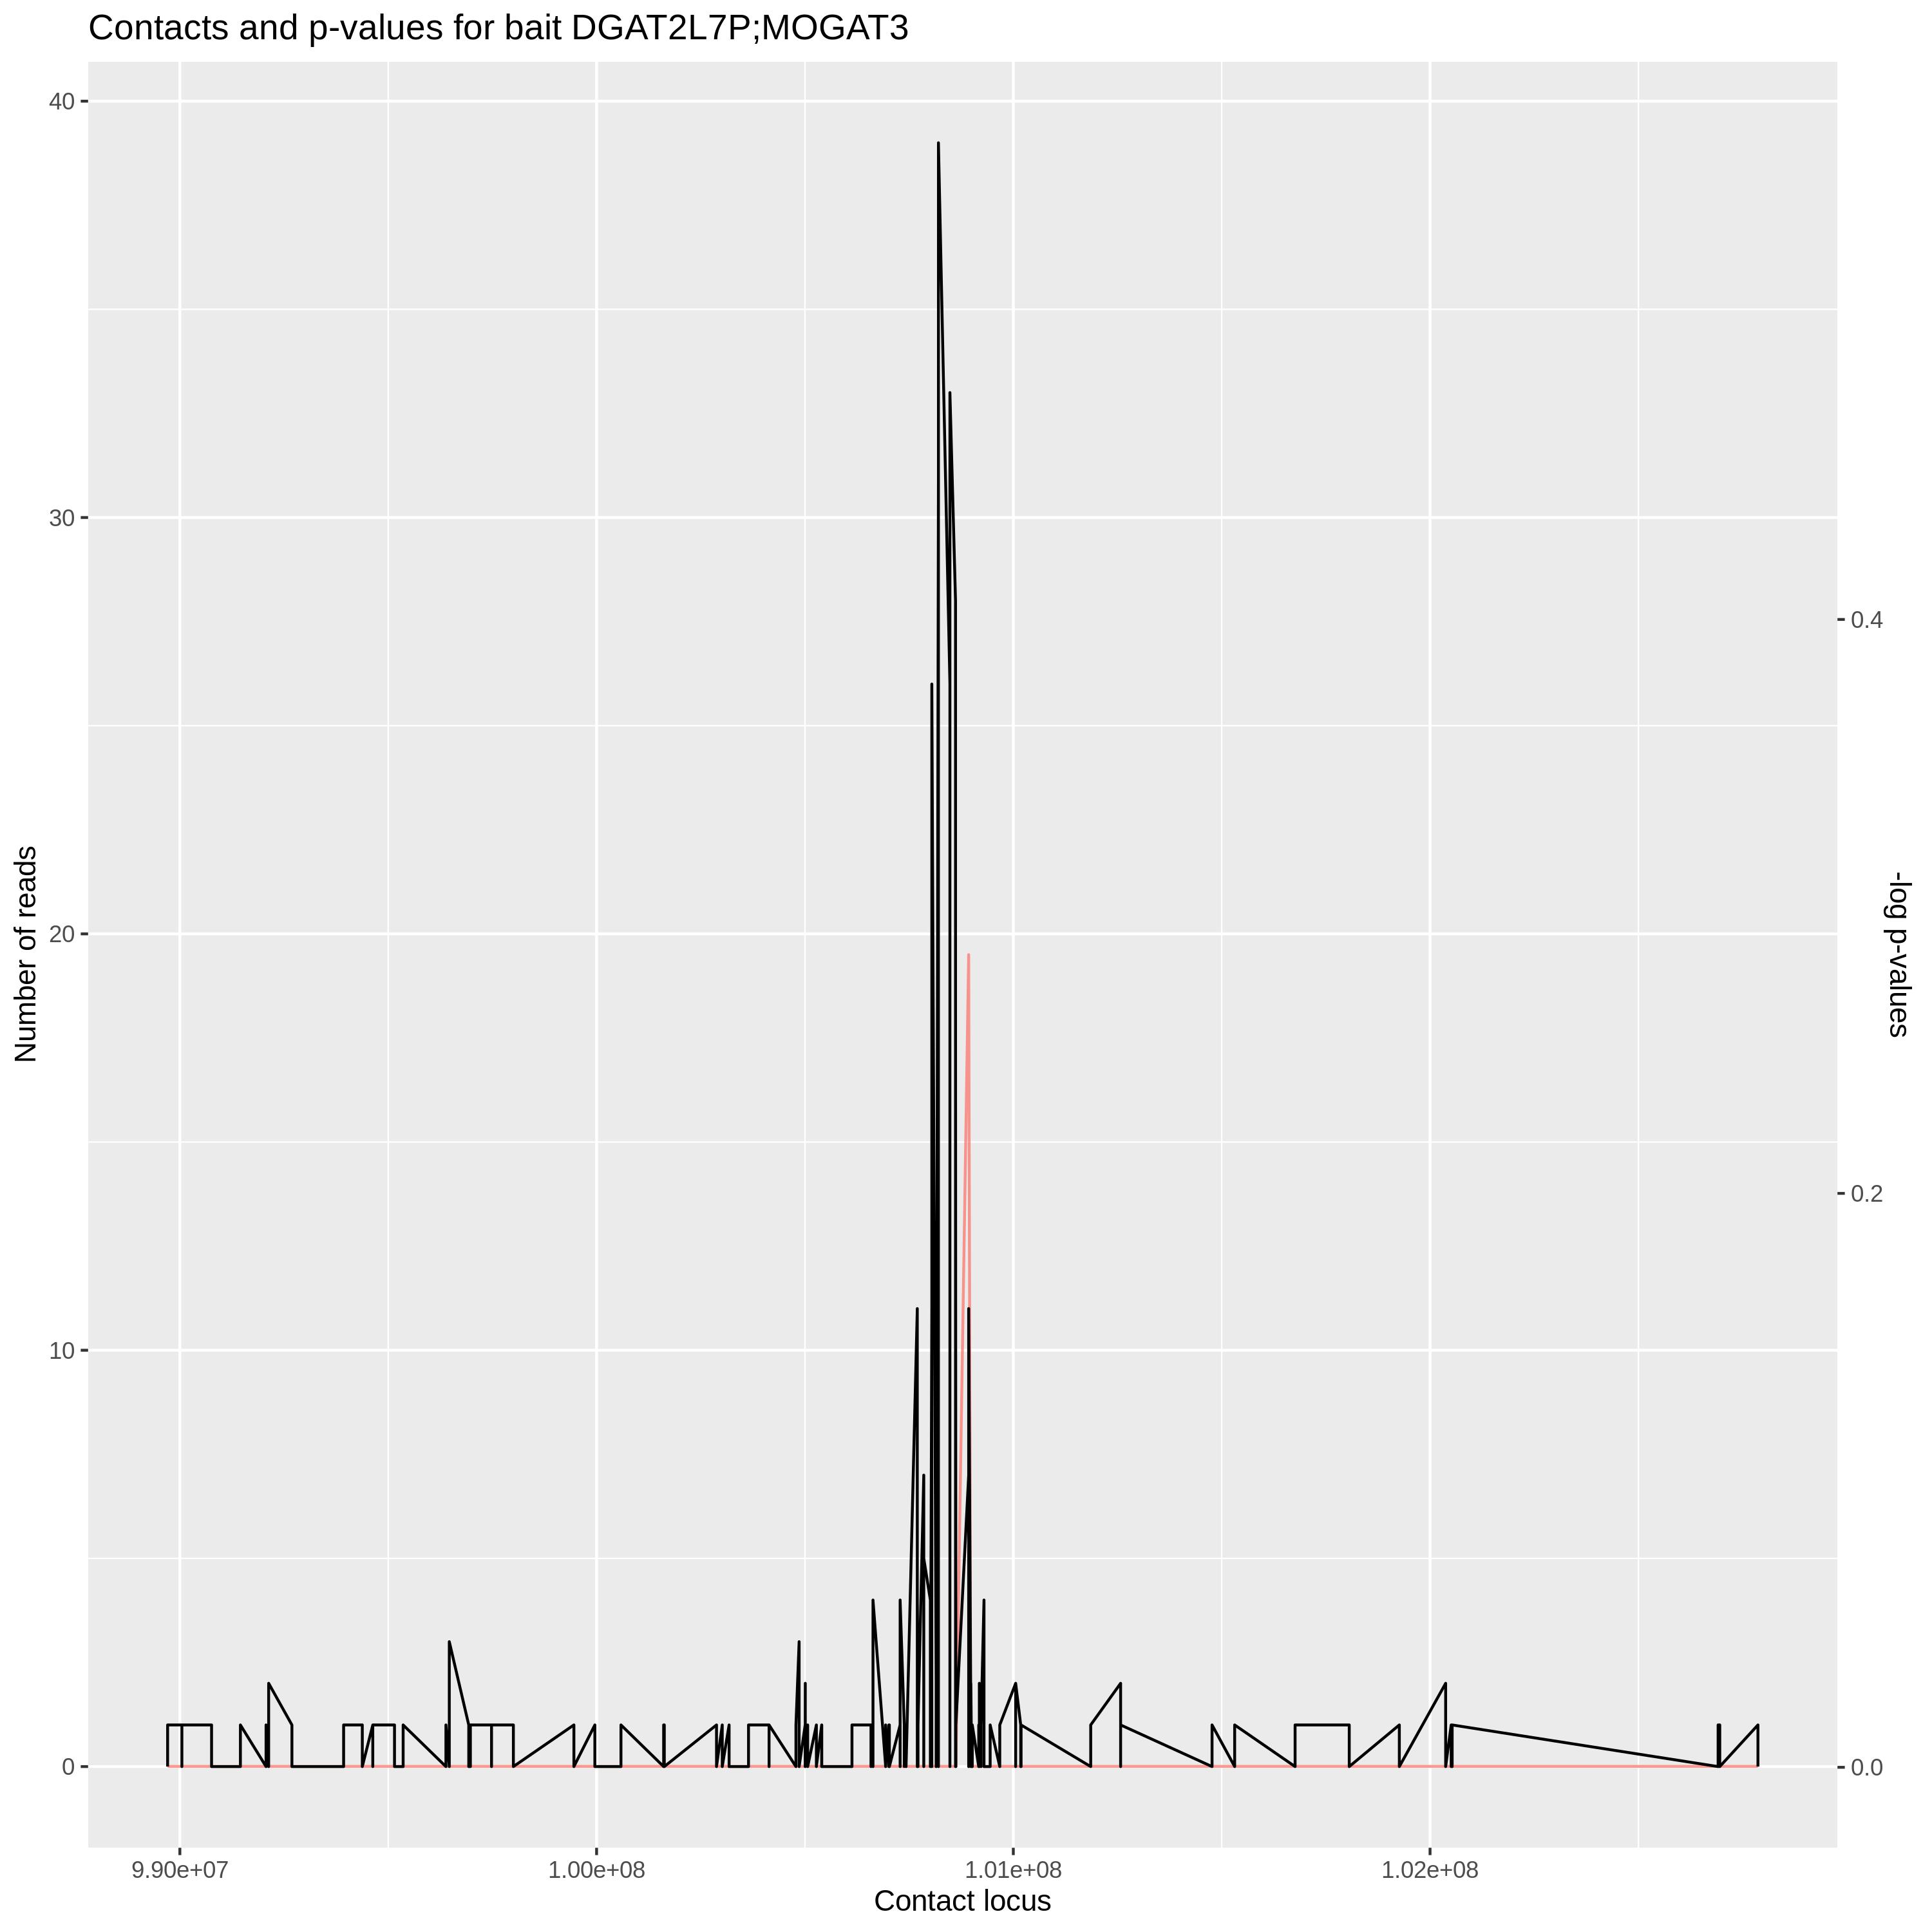 Contacts and p-values for bait DGAT2L7P;MOGAT3
40
30
20
10
0
Number of reads
0.4
0.2
0.0
-log p-values
9.90e+07
1.00e+08
1.01e+08
1.02e+08
Contact locus